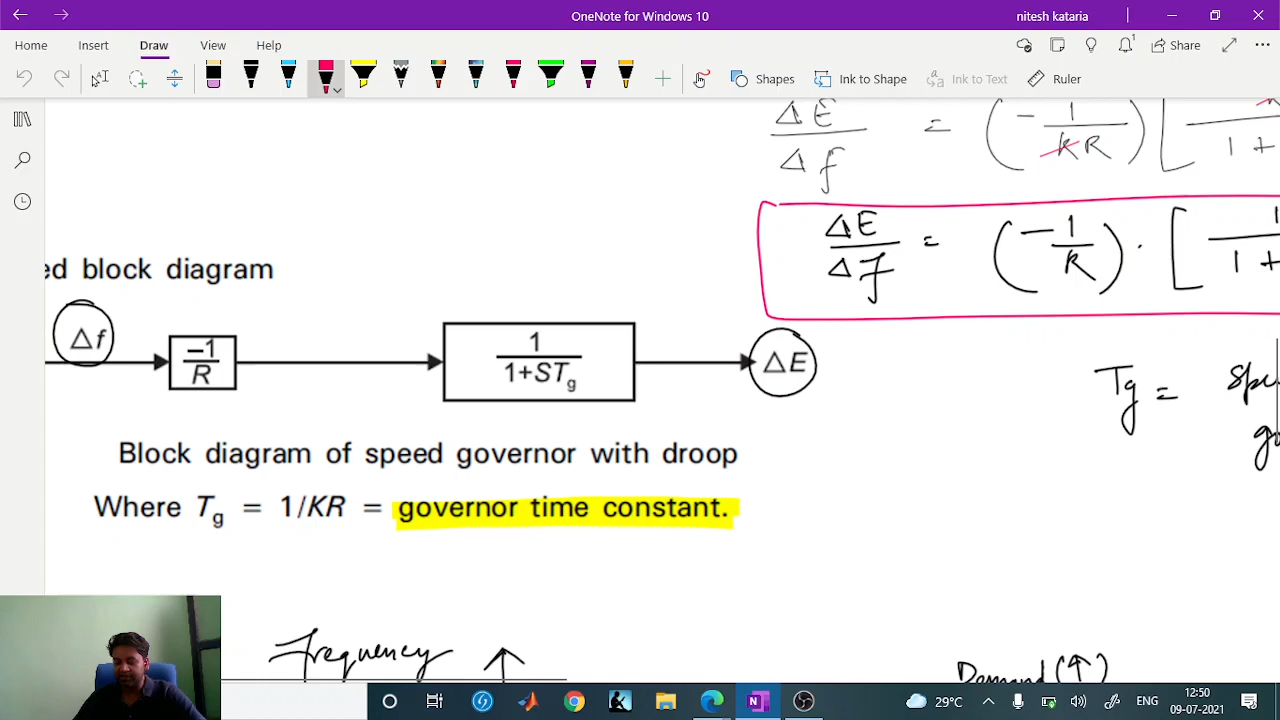 OneNote for Windows 10
nitesh kataria
Home Insert Draw View Help
Share
Shapes
Ink to Shape
Ink to Text
Ruler
ΔE/Δf = (-1/KR) [ 1 +
ΔE/Δf = (-1/R) . [ 1/1 +
ed block diagram
△f
-1/R
1/1+STg
△E
Tg =
Block diagram of speed governor with droop
Where Tg = 1/KR = governor time constant.
Frequency ↑
Demand (↑)
29°C
ENG
12:50
09-07-2021